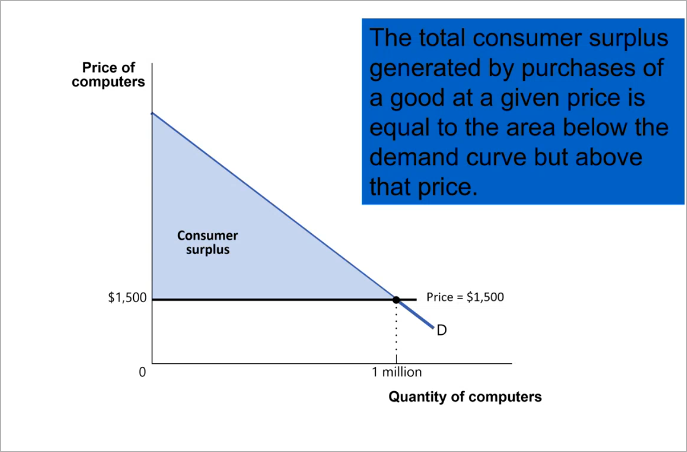 The total consumer surplus
generated by purchases of
a good at a given price is
equal to the area below the
demand curve but above
that price.
Price of
computers
Consumer
surplus
$1,500
Price = $1,500
D
0
1 million
Quantity of computers